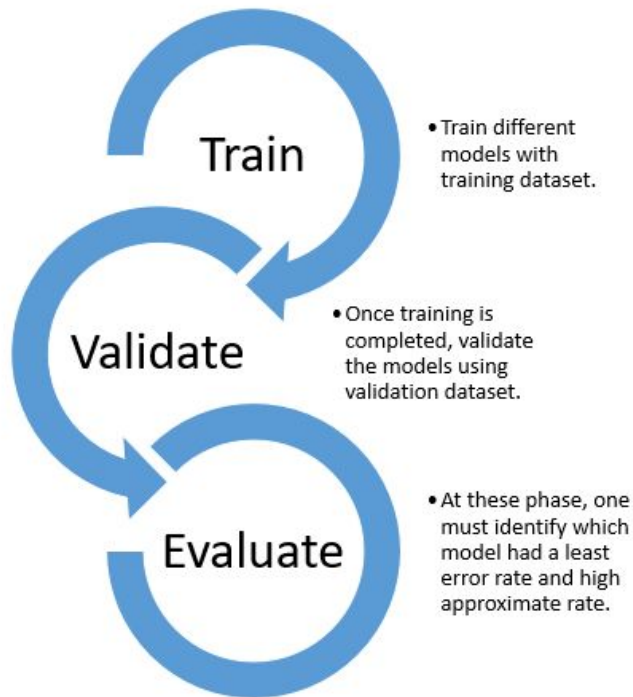 Train
• Train different
models with
training dataset.
Validate
• Once training is
completed, validate
the models using
validation dataset.
Evaluate
• At these phase, one
must identify which
model had a least
error rate and high
approximate rate.